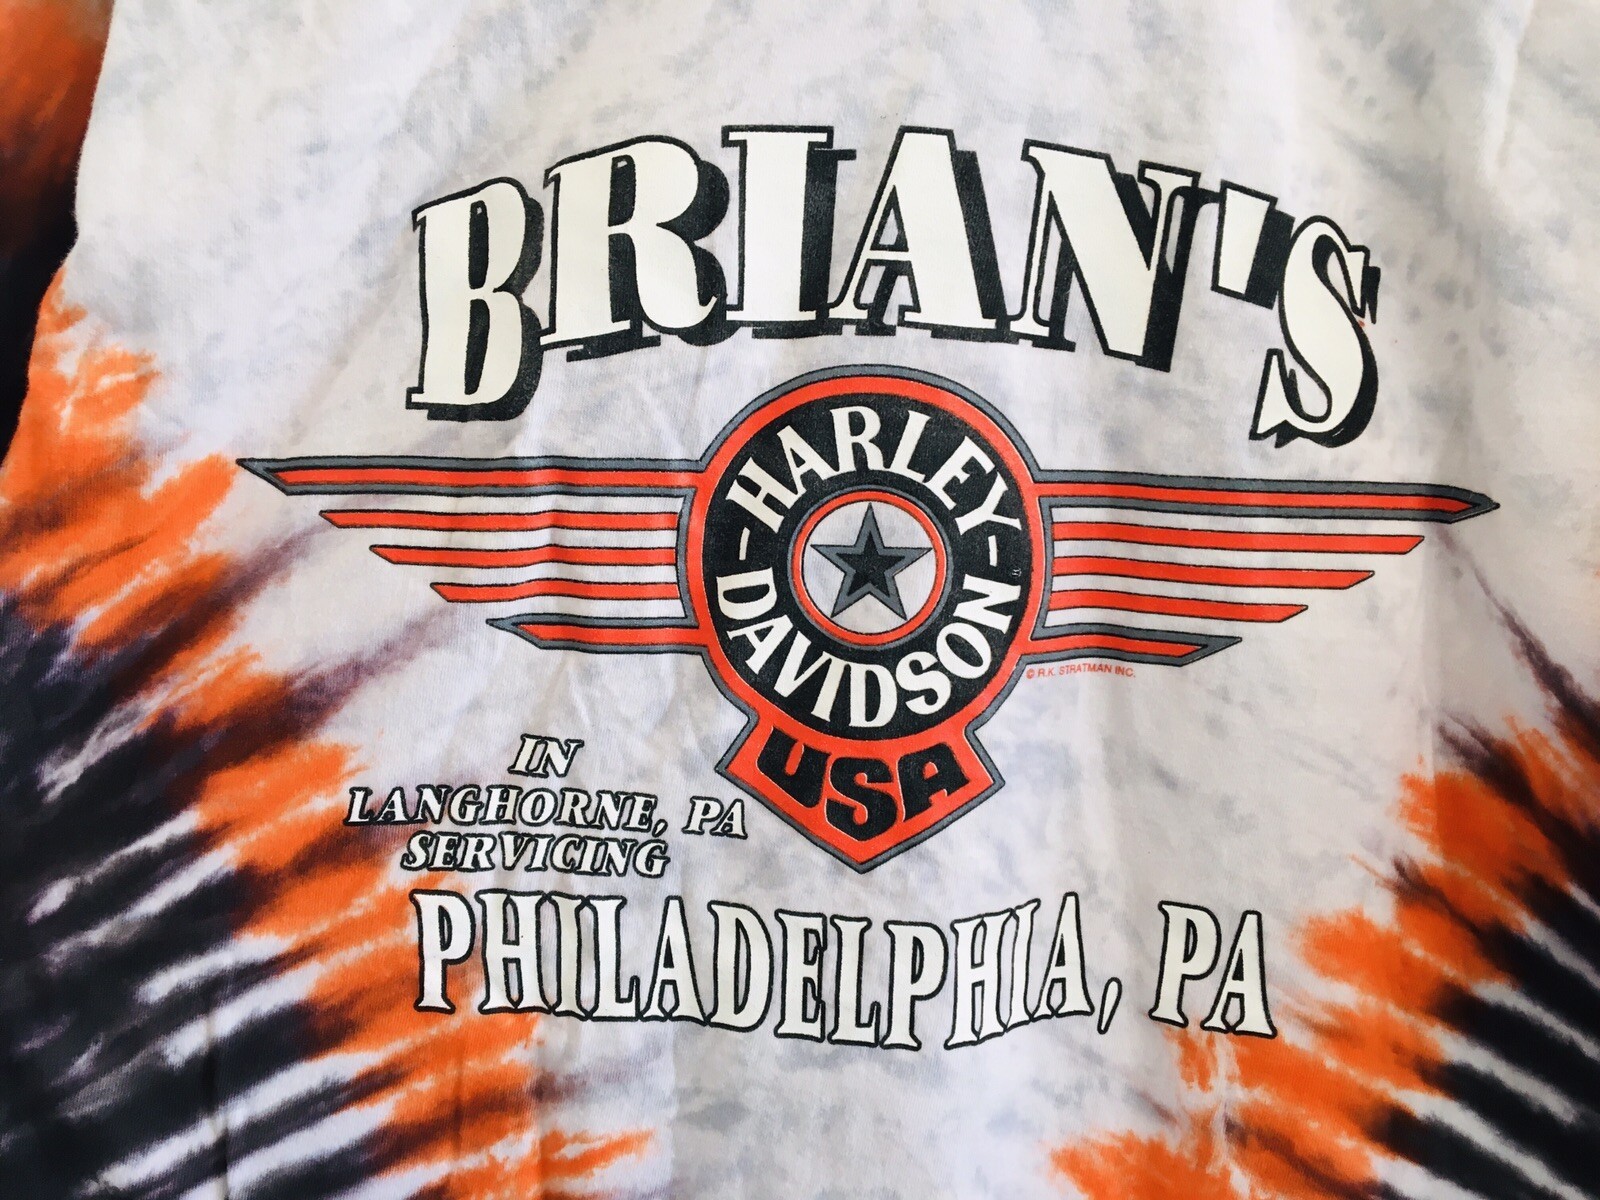 BRIAN'S
HARLEY-
DAVIDSON
USA
© R.K. STRATMAN INC.
IN
LANGHORNE, PA
SERVICING
PHILADELPHIA, PA